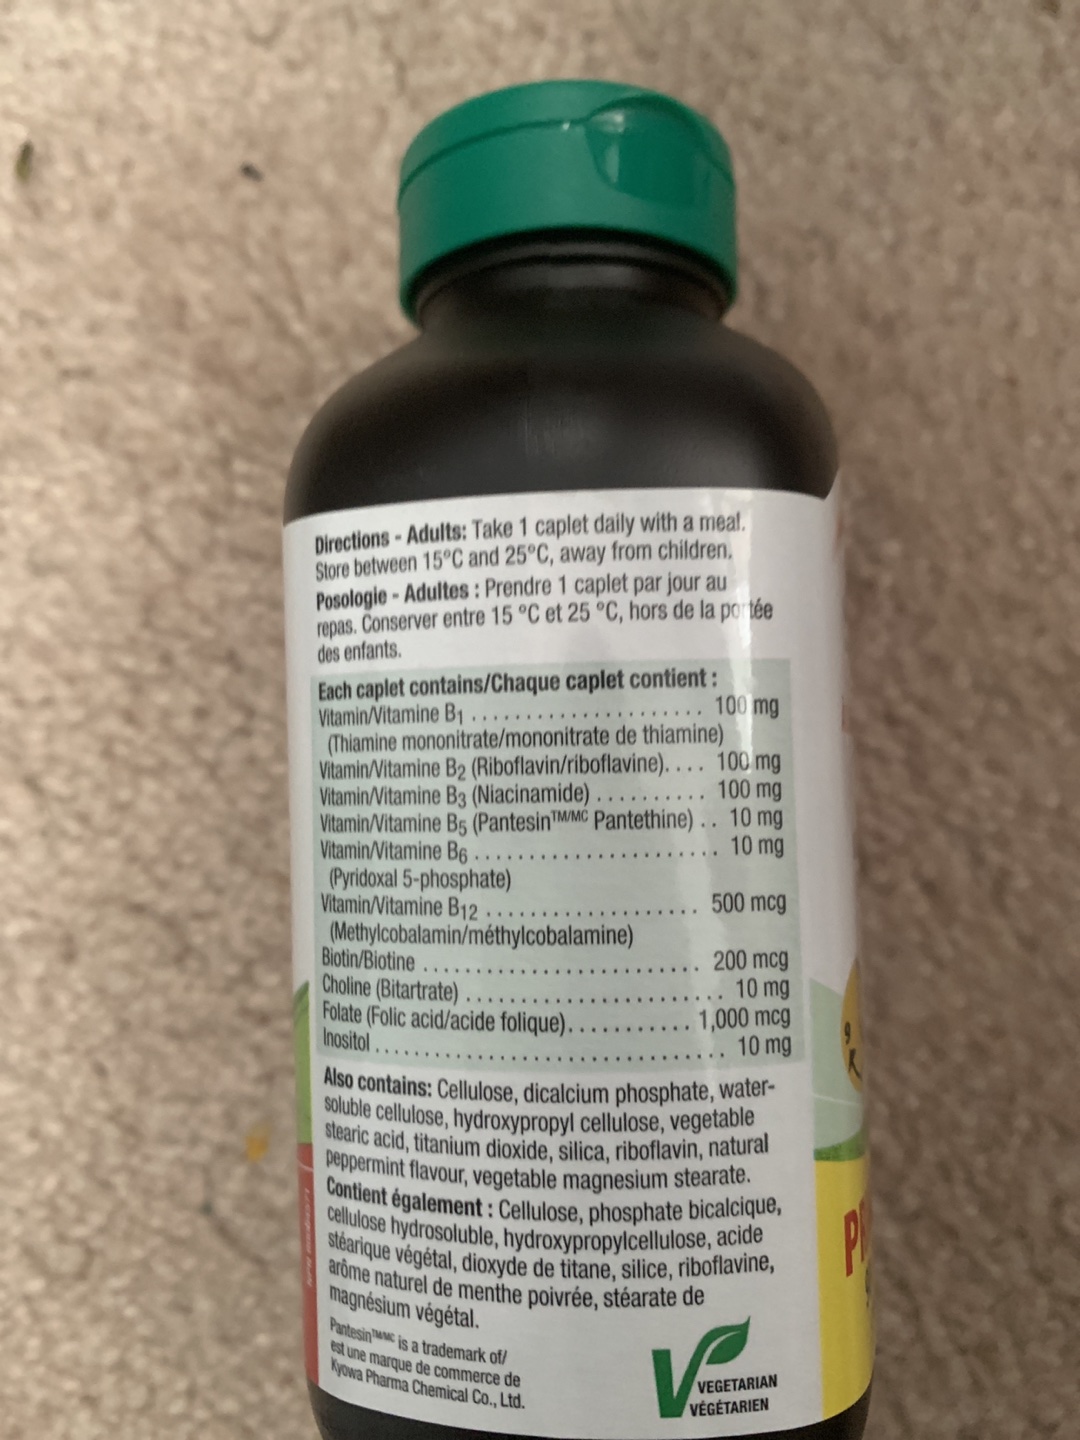 Directions - Adults: Take 1 caplet daily with a meal.
Store between 15°C and 25°C, away from children.
Posologie - Adultes : Prendre 1 caplet par jour au
repas. Conserver entre 15 °C et 25 °C, hors de la portée
des enfants.
Each caplet contains/Chaque caplet contient :
Vitamin/Vitamine B1 ...................... 100 mg
(Thiamine mononitrate/mononitrate de thiamine)
Vitamin/Vitamine B2 (Riboflavin/riboflavine). ... 100 mg
Vitamin/Vitamine B3 (Niacinamide) .......... 100 mg
Vitamin/Vitamine B5 (Pantesin™/MC Pantethine) .. 10 mg
Vitamin/Vitamine B6 ...................... 10 mg
(Pyridoxal 5-phosphate)
Vitamin/Vitamine B12 ................... 500 mcg
(Methylcobalamin/méthylcobalamine)
Biotin/Biotine ......................... 200 mcg
Choline (Bitartrate) ....................... 10 mg
Folate (Folic acid/acide folique)............ 1,000 mcg
Inositol ............................... 10 mg
Also contains: Cellulose, dicalcium phosphate, water-
soluble cellulose, hydroxypropyl cellulose, vegetable
stearic acid, titanium dioxide, silica, riboflavin, natural
peppermint flavour, vegetable magnesium stearate.
Contient également : Cellulose, phosphate bicalcique,
cellulose hydrosoluble, hydroxypropylcellulose, acide
stéarique végétal, dioxyde de titane, silice, riboflavine,
arôme naturel de menthe poivrée, stéarate de
magnésium végétal.
Pantesin™/MC is a trademark of/
est une marque de commerce de
Kyowa Pharma Chemical Co., Ltd.
VEGETARIAN
VÉGÉTARIEN